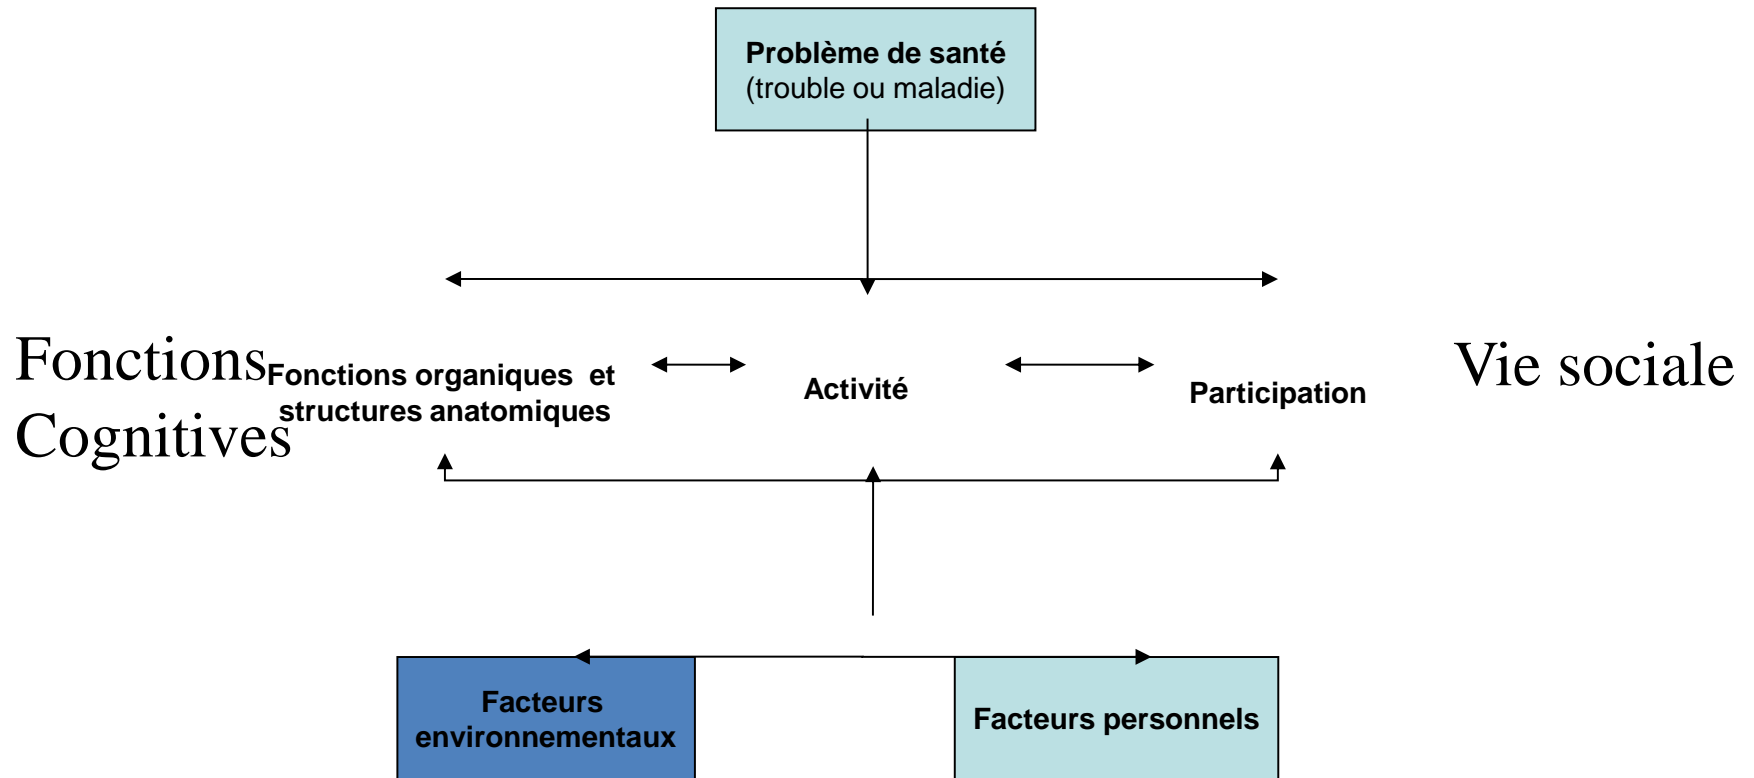 Problème de santé
(trouble ou maladie)
Fonctions
Cognitives
Fonctions organiques et
structures anatomiques
Activité
Participation
Vie sociale
Facteurs
environnementaux
Facteurs personnels